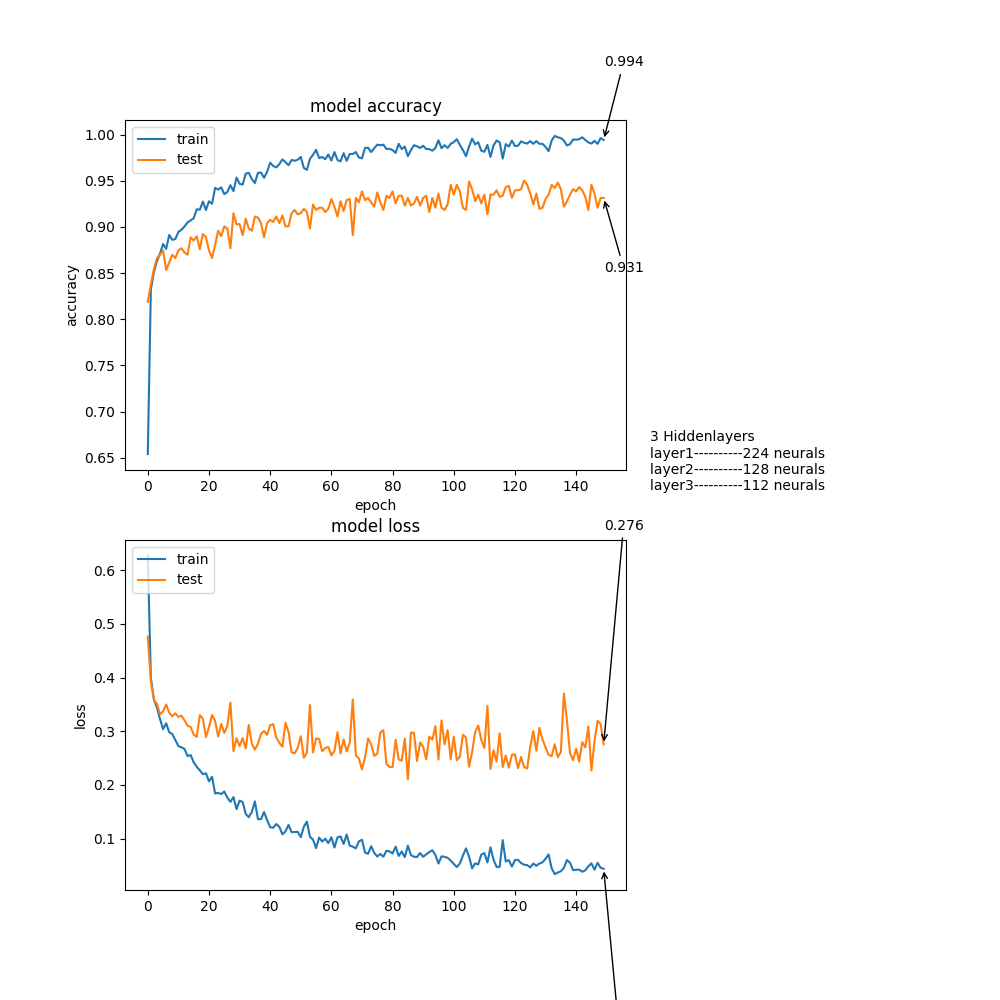 0.994
model accuracy
train
test
1.00
0.95
0.90
0.85
0.80
0.75
0.70
0.65
accuracy
0 20 40 60 80 100 120 140
epoch
0.931
3 Hiddenlayers
layer1----------224 neurals
layer2----------128 neurals
layer3----------112 neurals
0.276
model loss
train
test
0.6
0.5
0.4
0.3
0.2
0.1
loss
0 20 40 60 80 100 120 140
epoch